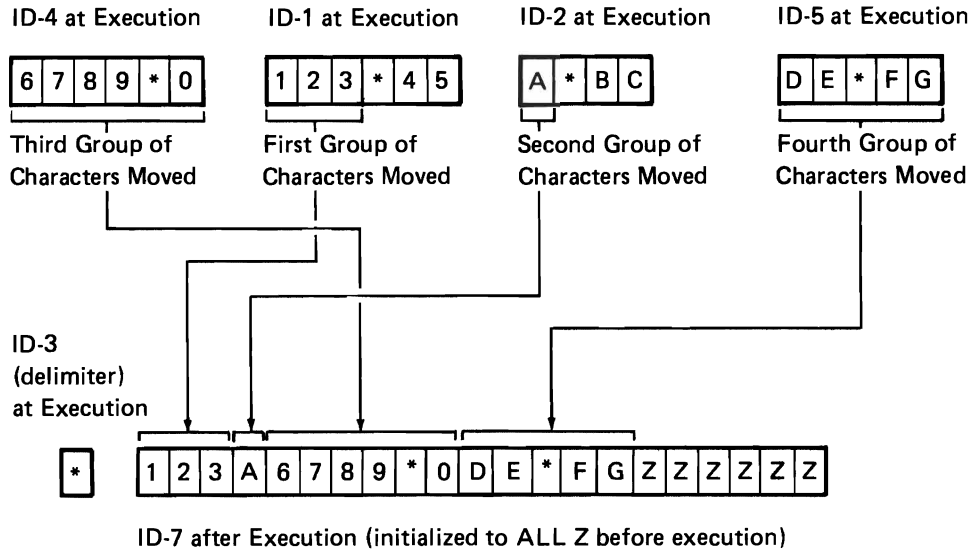 ID-4 at Execution
ID-1 at Execution
ID-2 at Execution
ID-5 at Execution
6 7 8 9 * 0
1 2 3 * 4 5
A * B C
D E * F G
Third Group of
Characters Moved
First Group of
Characters Moved
Second Group of
Characters Moved
Fourth Group of
Characters Moved
ID-3
(delimiter)
at Execution
*
1 2 3 A 6 7 8 9 * 0 D E * F G Z Z Z Z Z Z
ID-7 after Execution (initialized to ALL Z before execution)